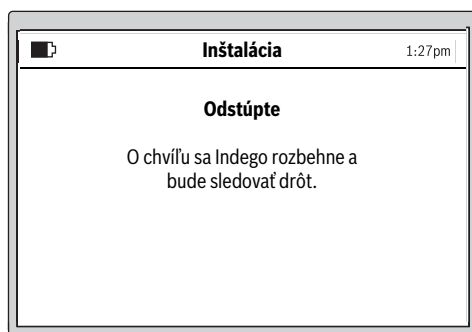 Inštalácia 1:27pm
Odstúpte
O chvíľu sa Indego rozbehne a
bude sledovať drôt.